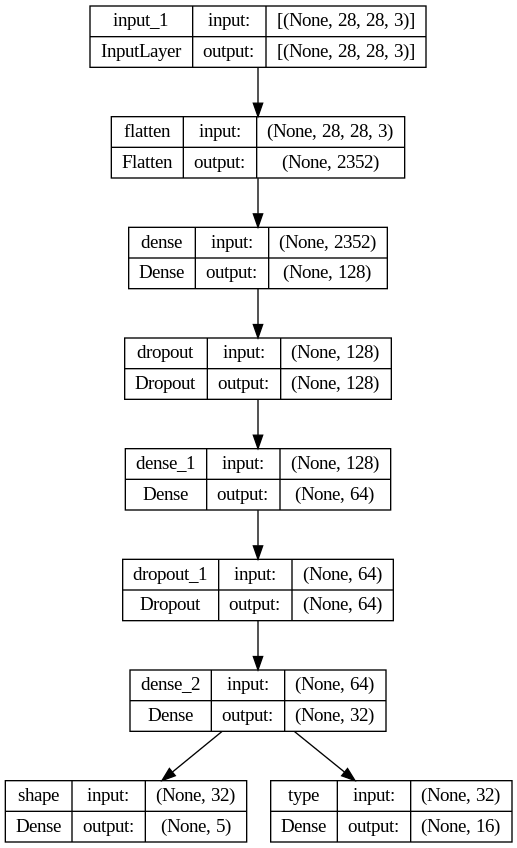 input_1 input: [(None, 28, 28, 3)]
InputLayer output: [(None, 28, 28, 3)]
flatten input: (None, 28, 28, 3)
Flatten output: (None, 2352)
dense input: (None, 2352)
Dense output: (None, 128)
dropout input: (None, 128)
Dropout output: (None, 128)
dense_1 input: (None, 128)
Dense output: (None, 64)
dropout_1 input: (None, 64)
Dropout output: (None, 64)
dense_2 input: (None, 64)
Dense output: (None, 32)
shape input: (None, 32)
Dense output: (None, 5)
type input: (None, 32)
Dense output: (None, 16)